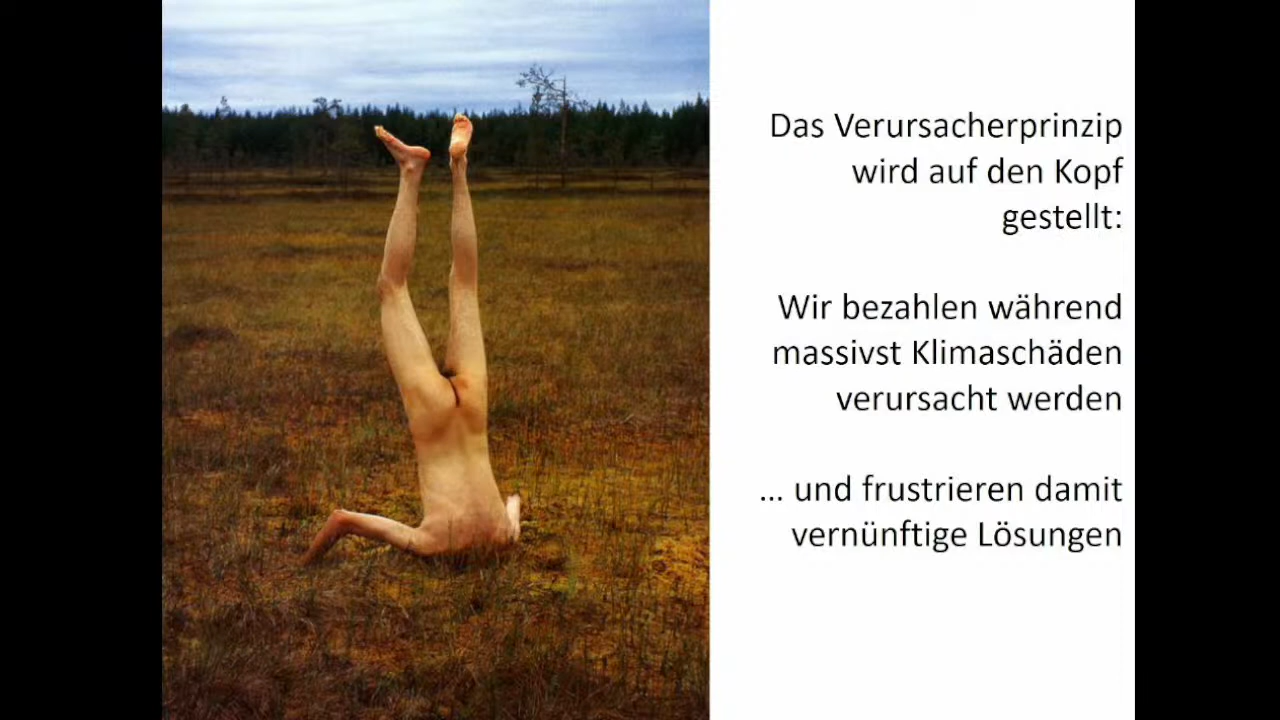 Das Verursacherprinzip
wird auf den Kopf
gestellt:
Wir bezahlen während
massivst Klimaschäden
verursacht werden
... und frustrieren damit
vernünftige Lösungen